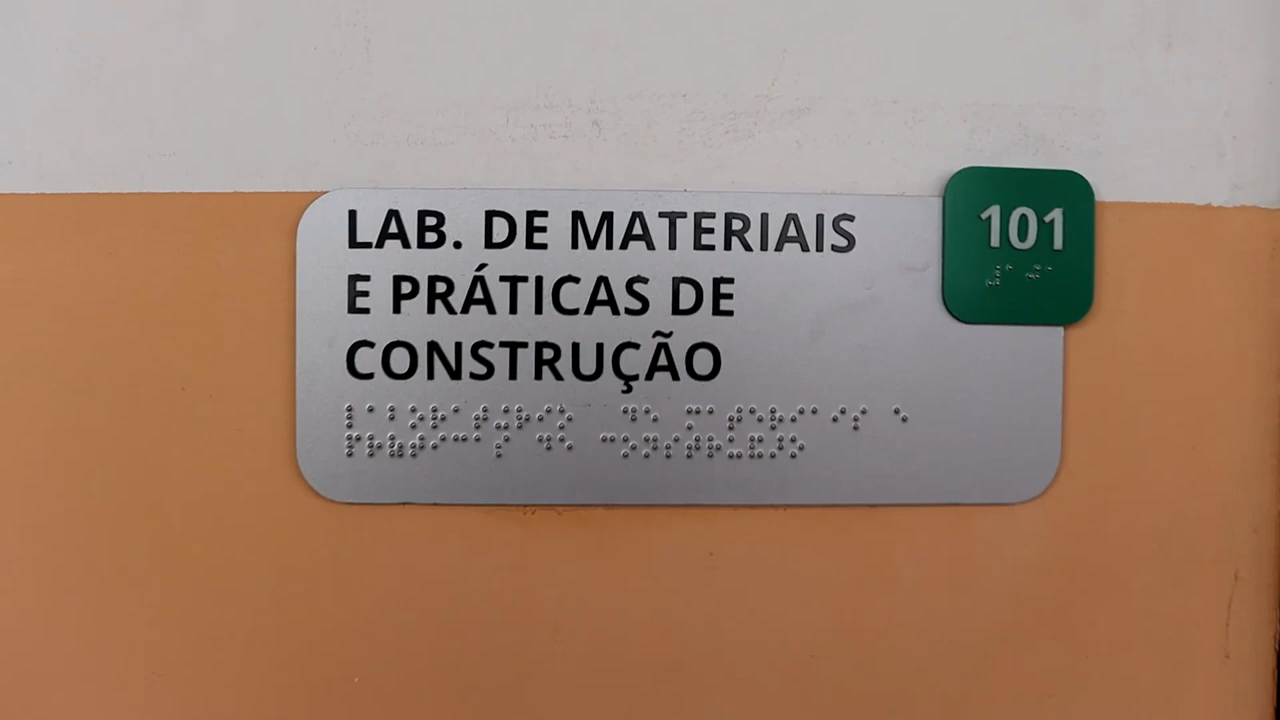 LAB. DE MATERIAIS
E PRÁTICAS DE
CONSTRUÇÃO
101